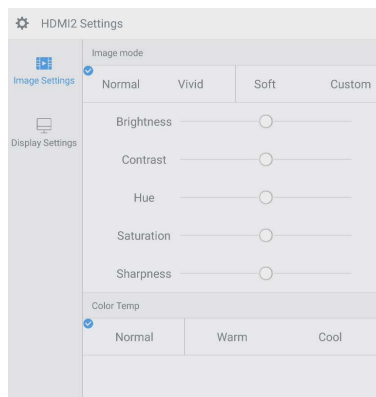 HDMI2 Settings
Image mode
Image Settings
Normal Vivid Soft Custom
Brightness
Display Settings
Contrast
Hue
Saturation
Sharpness
Color Temp
Normal Warm Cool